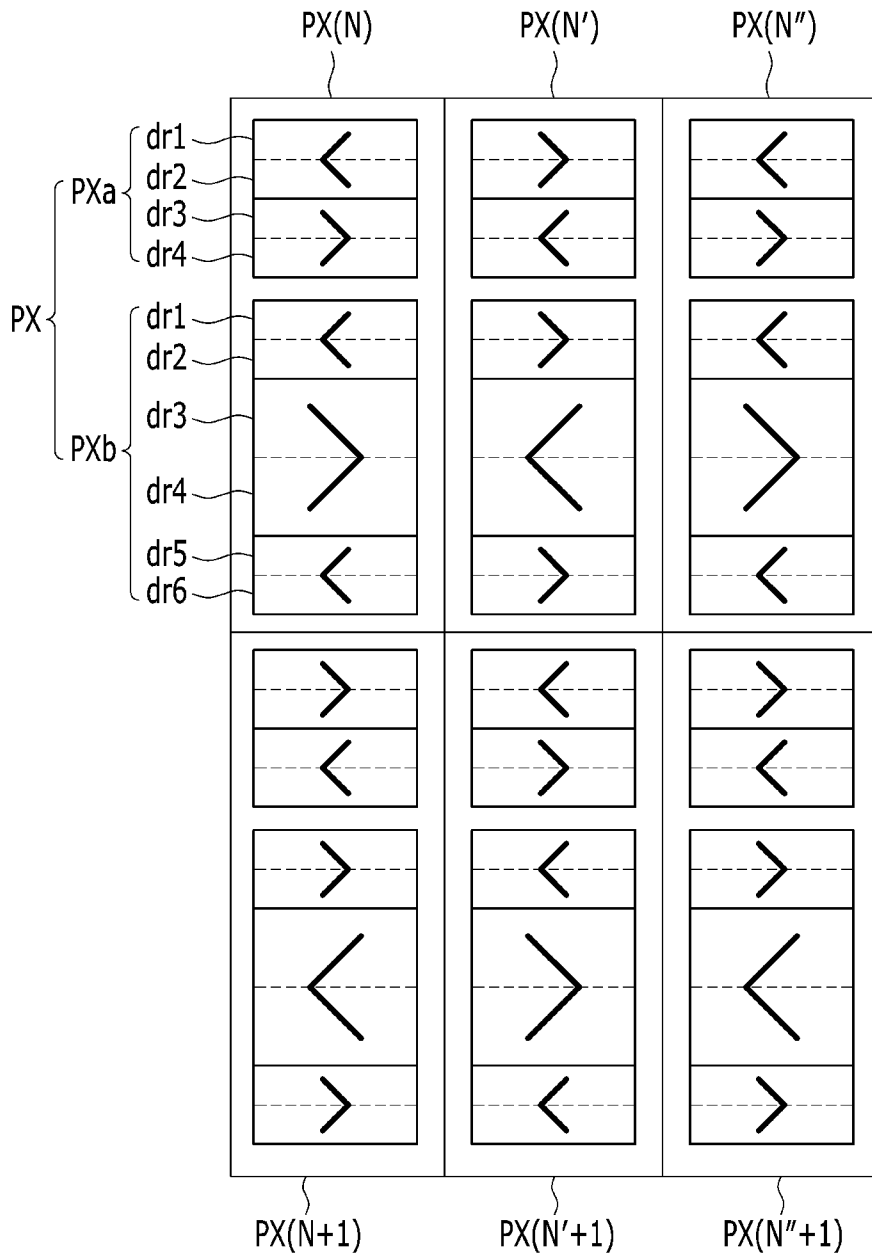 PX(N) PX(N′) PX(N″)
dr1
PXa
dr2
dr3
dr4
PX
dr1
dr2
dr3
PXb
dr4
dr5
dr6
PX(N+1) PX(N′+1) PX(N″+1)